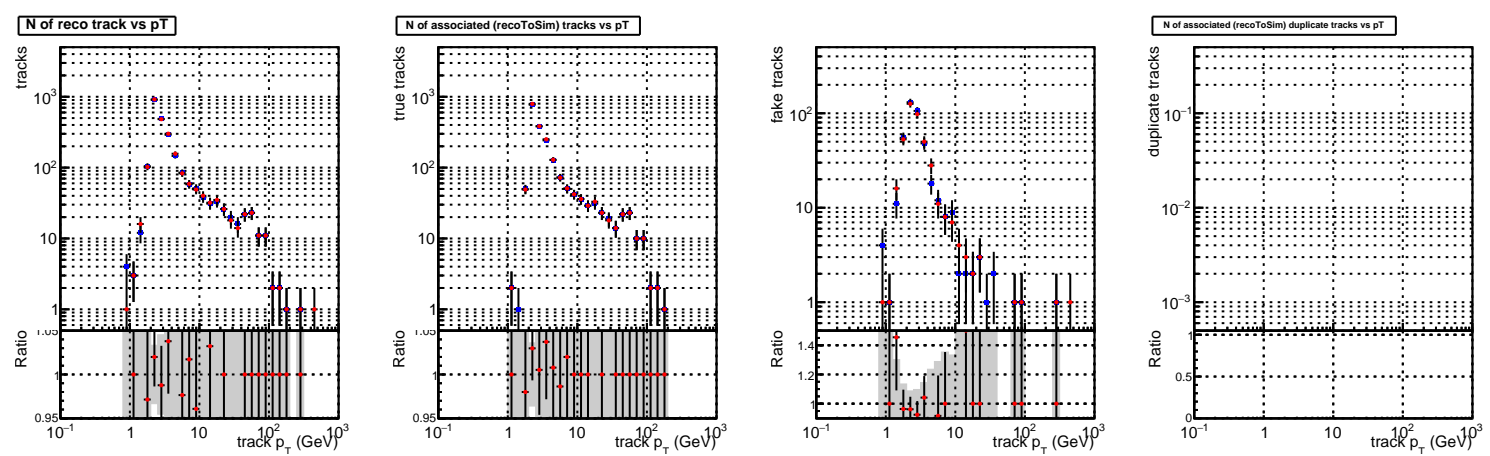 N of reco track vs pT
tracks
10³
10²
10
1
Ratio
1.05
1
0.95
10⁻¹ 1 10 10² 10³
track p_T (GeV)
N of associated (recoToSim) tracks vs pT
true tracks
10³
10²
10
1
Ratio
1.05
1
0.95
10⁻¹ 1 10 10² 10³
track p_T (GeV)
fake tracks
10²
10
1
Ratio
1.4
1.2
1
10⁻¹ 1 10 10² 10³
track p_T (GeV)
N of associated (recoToSim) duplicate tracks vs pT
duplicate tracks
10⁻¹
10⁻²
10⁻³
Ratio
1
0.5
0
10⁻¹ 1 10 10² 10³
track p_T (GeV)